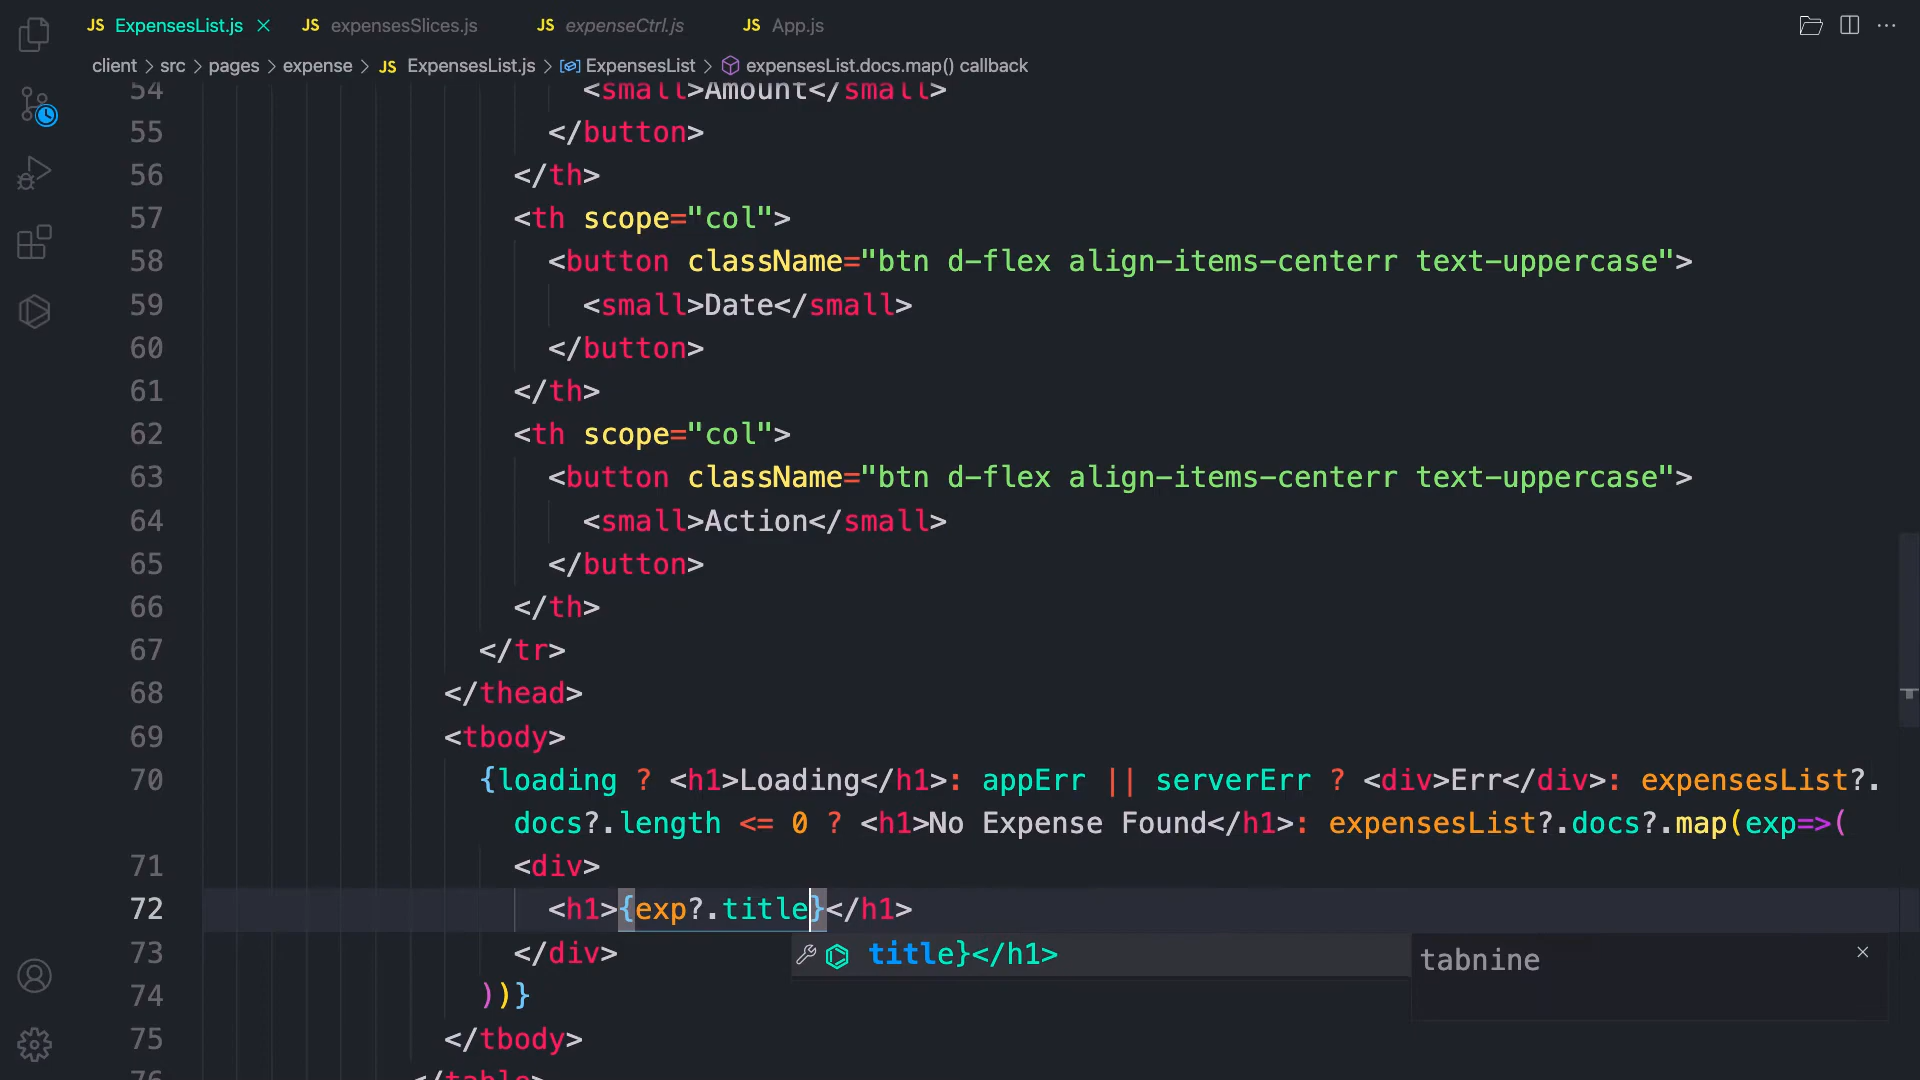 JS ExpensesList.js JS expensesSlices.js JS expenseCtrl.js JS App.js
client > src > pages > expense > JS ExpensesList.js > ExpensesList > expensesList.docs.map() callback
54 <small>Amount</small>
55 </button>
56 </th>
57 <th scope="col">
58 <button className="btn d-flex align-items-centerr text-uppercase">
59 <small>Date</small>
60 </button>
61 </th>
62 <th scope="col">
63 <button className="btn d-flex align-items-centerr text-uppercase">
64 <small>Action</small>
65 </button>
66 </th>
67 </tr>
68 </thead>
69 <tbody>
70 {loading ? <h1>Loading</h1>: appErr || serverErr ? <div>Err</div>: expensesList?.
docs?.length <= 0 ? <h1>No Expense Found</h1>: expensesList?.docs?.map(exp=>(
71 <div>
72 <h1>{exp?.title}</h1>
73 </div>
title}</h1>
tabnine
74 ))}
75 </tbody>
76 </table>